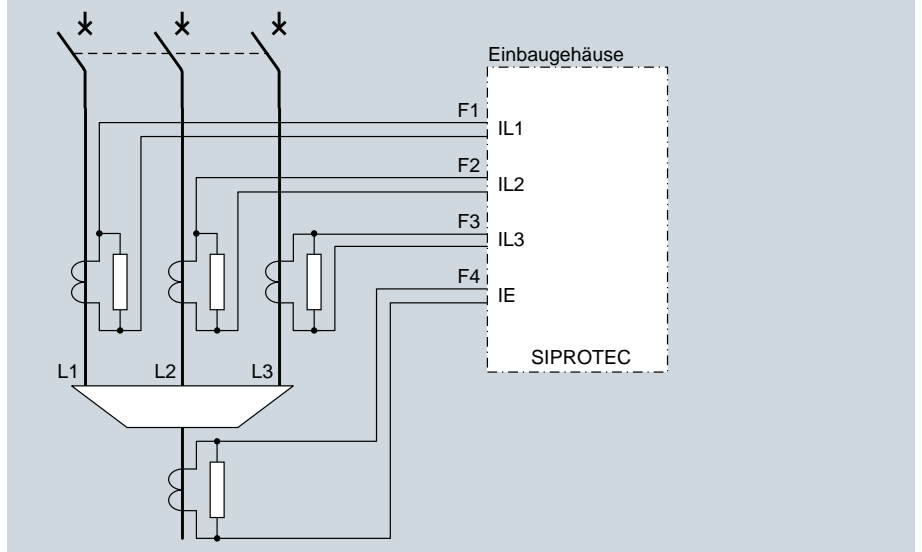 Einbaugehäuse
F1
IL1
F2
IL2
F3
IL3
F4
IE
SIPROTEC
L1
L2
L3